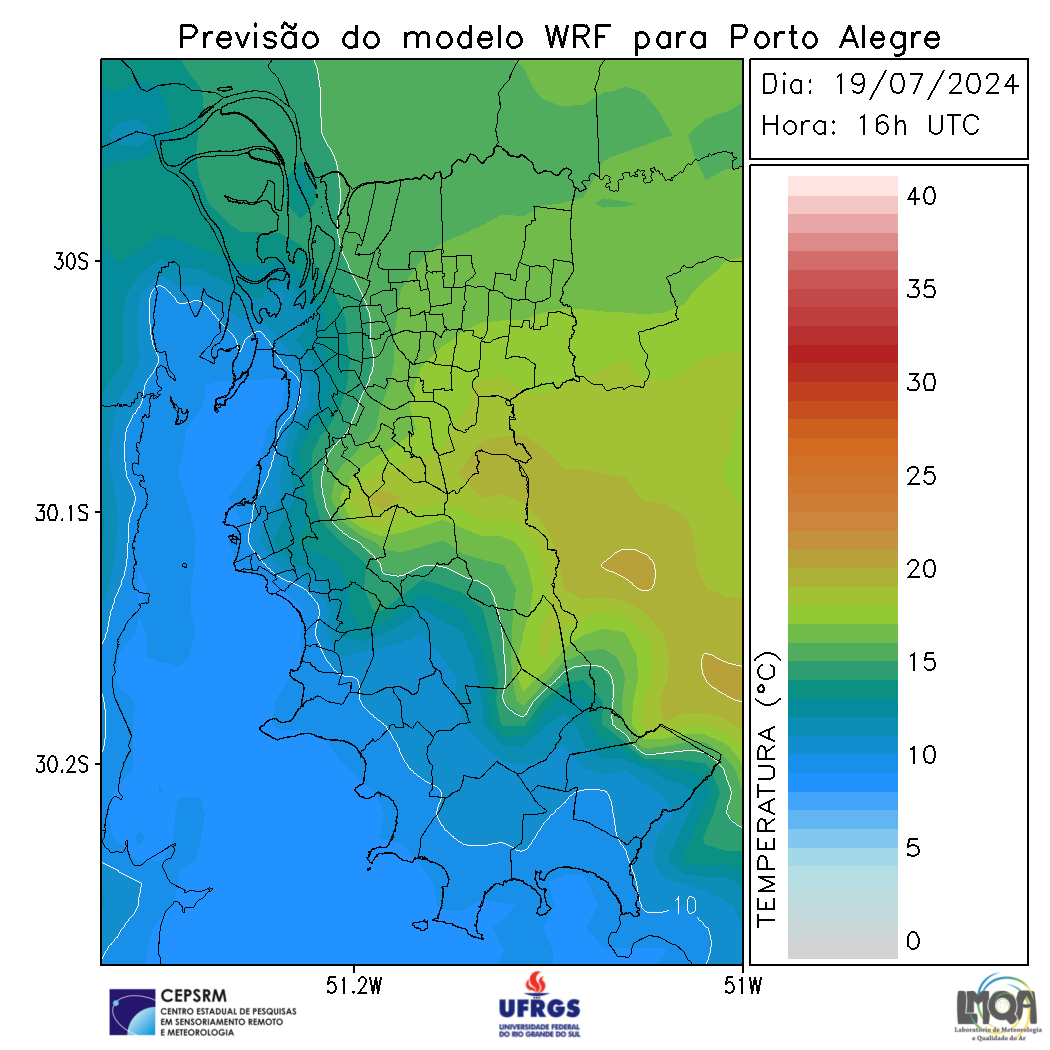 Previsão do modelo WRF para Porto Alegre
Dia: 19/07/2024
Hora: 16h UTC
40
35
30
25
20
15
10
5
0
TEMPERATURA (°C)
30S
30.1S
30.2S
10
51.2W
51W
CEPSRM
CENTRO ESTADUAL DE PESQUISAS
EM SENSORIAMENTO REMOTO
E METEOROLOGIA
UFRGS
UNIVERSIDADE FEDERAL
DO RIO GRANDE DO SUL
LMQA
Laboratório de Meteorologia
e Qualidade do Ar